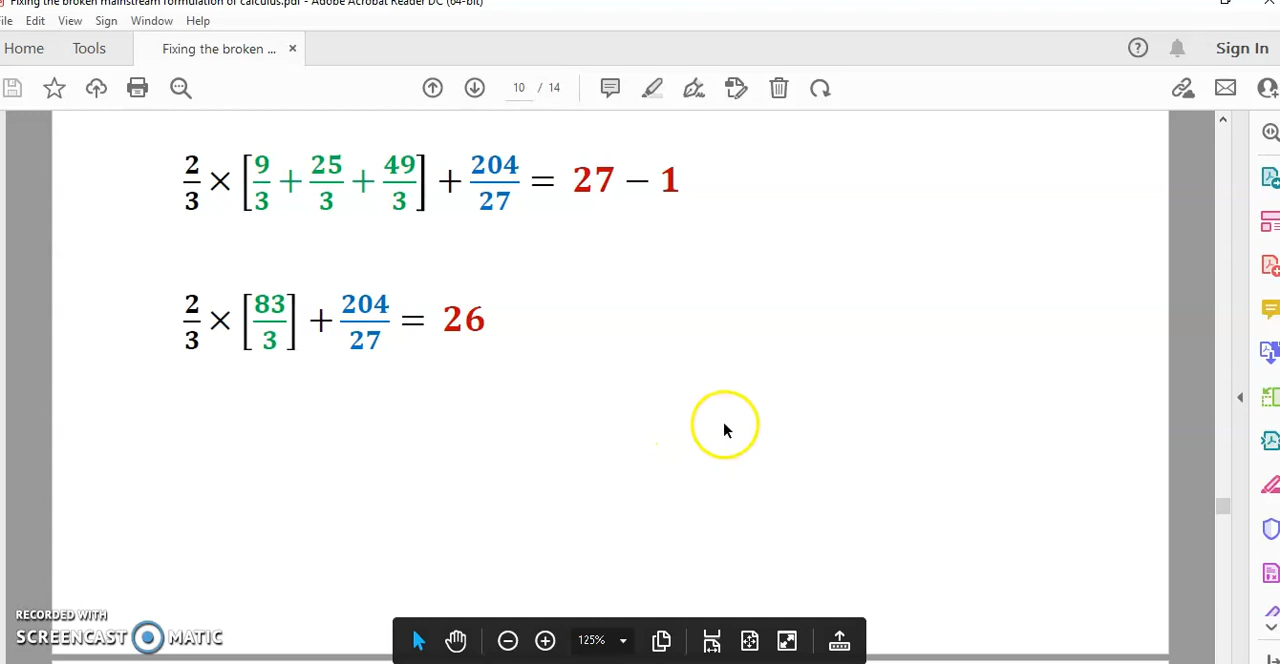 Fixing the broken mainstream formulation of calculus.pdf - Adobe Acrobat Reader DC (64-bit)
File Edit View Sign Window Help
Home Tools Fixing the broken ... × Sign In
10 / 14
2/3 × [9/3 + 25/3 + 49/3] + 204/27 = 27 − 1
2/3 × [83/3] + 204/27 = 26
RECORDED WITH
SCREENCAST MATIC
125%